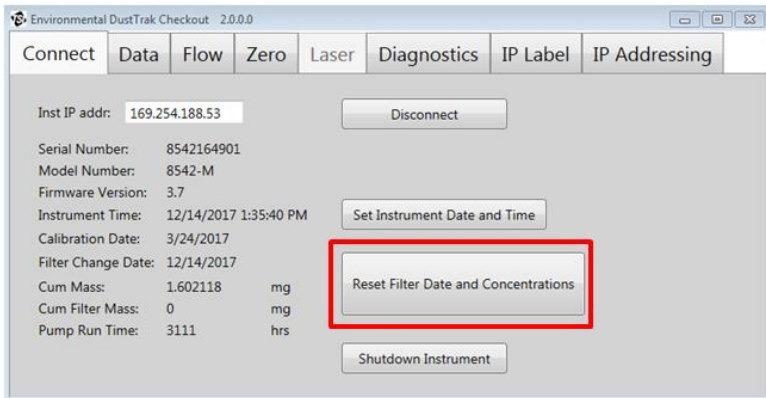 Environmental DustTrak Checkout 2.0.0.0
Connect Data Flow Zero Laser Diagnostics IP Label IP Addressing
Inst IP addr: 169.254.188.53 Disconnect
Serial Number: 8542164901
Model Number: 8542-M
Firmware Version: 3.7
Instrument Time: 12/14/2017 1:35:40 PM Set Instrument Date and Time
Calibration Date: 3/24/2017
Filter Change Date: 12/14/2017
Cum Mass: 1.602118 mg Reset Filter Date and Concentrations
Cum Filter Mass: 0 mg
Pump Run Time: 3111 hrs
Shutdown Instrument